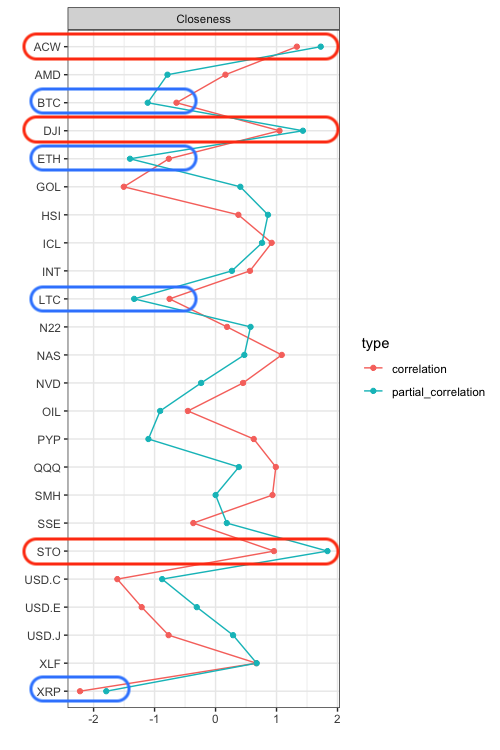 Closeness
ACW
AMD
BTC
DJI
ETH
GOL
HSI
ICL
INT
LTC
N22
NAS
NVD
OIL
PYP
QQQ
SMH
SSE
STO
USD.C
USD.E
USD.J
XLF
XRP
-2 -1 0 1 2
type
correlation
partial_correlation